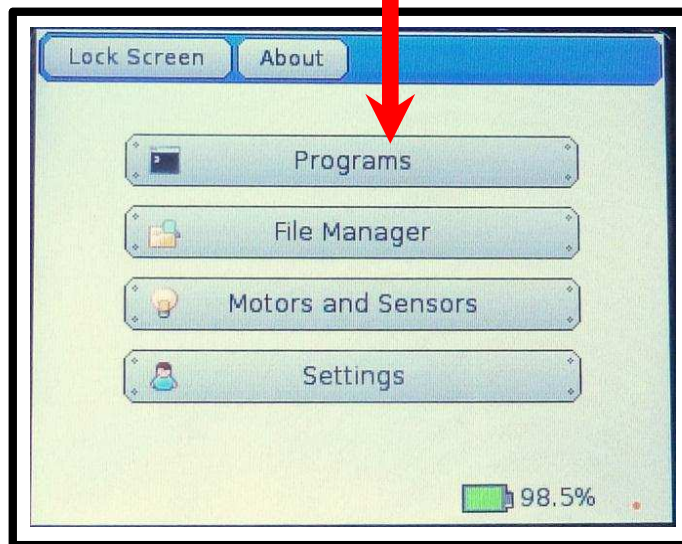 Lock Screen About
Programs
File Manager
Motors and Sensors
Settings
98.5%